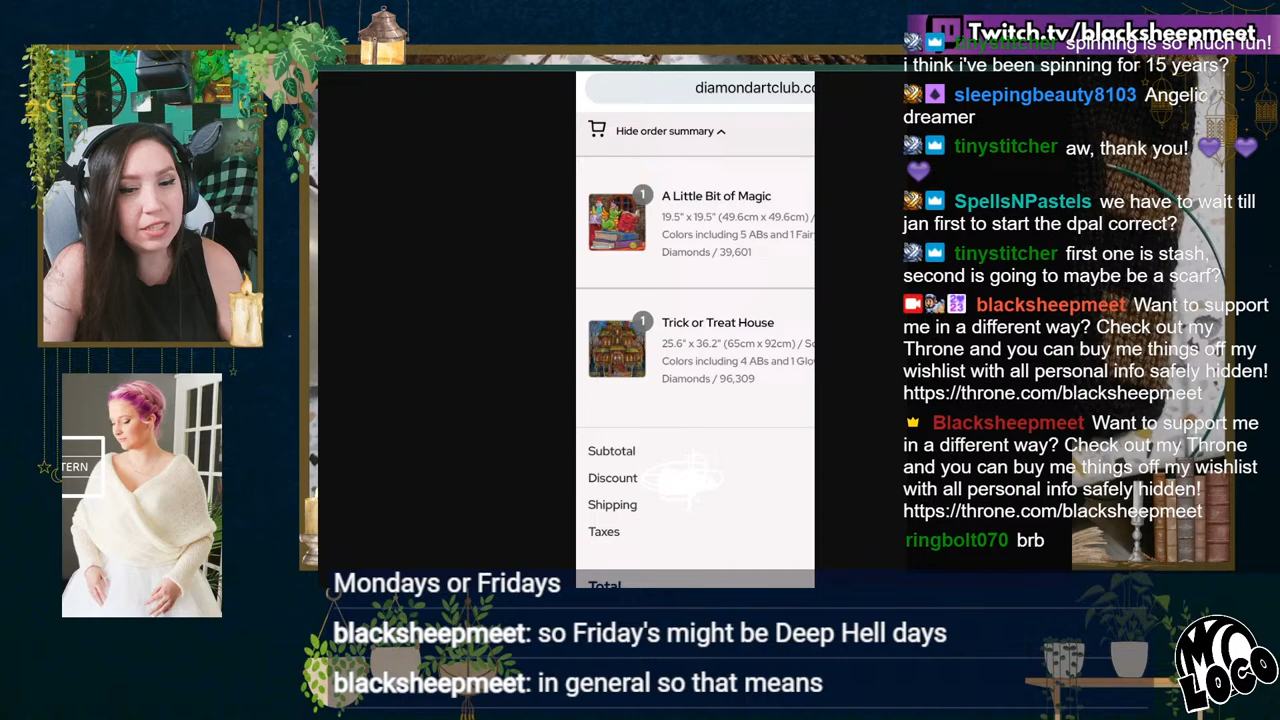 Twitch.tv/blacksheepmeet
tinystitcher spinning is so much fun!
i think i've been spinning for 15 years?
sleepingbeauty8103 Angelic
dreamer
tinystitcher aw, thank you!
SpellsNPastels we have to wait till
jan first to start the dpal correct?
tinystitcher first one is stash,
second is going to maybe be a scarf?
blacksheepmeet Want to support
me in a different way? Check out my
Throne and you can buy me things off my
wishlist with all personal info safely hidden!
https://throne.com/blacksheepmeet
Blacksheepmeet Want to support me
in a different way? Check out my Throne
and you can buy me things off my wishlist
with all personal info safely hidden!
https://throne.com/blacksheepmeet
ringbolt070 brb
diamondartclub.co
Hide order summary
1
A Little Bit of Magic
19.5" x 19.5" (49.6cm x 49.6cm) /
Colors including 5 ABs and 1 Fair
Diamonds / 39,601
1
Trick or Treat House
25.6" x 36.2" (65cm x 92cm) / Sq
Colors including 4 ABs and 1 Glo
Diamonds / 96,309
Subtotal
Discount
Shipping
Taxes
Total
TERN
Mondays or Fridays
blacksheepmeet: so Friday's might be Deep Hell days
blacksheepmeet: in general so that means
MC
LOCO